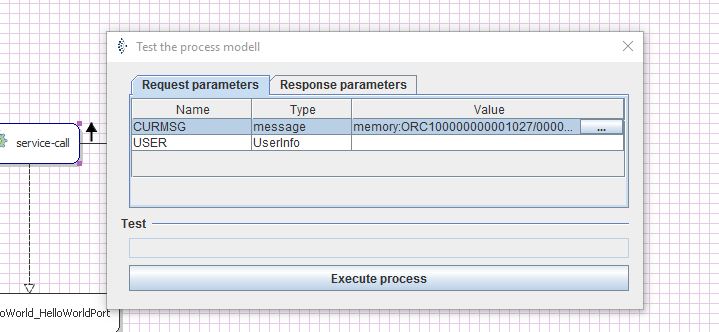 Test the process modell
Request parameters
Response parameters
Name Type Value
CURMSG message memory:ORC100000000001027/0000... ...
USER UserInfo
service-call
Test
Execute process
oWorld_HelloWorldPort